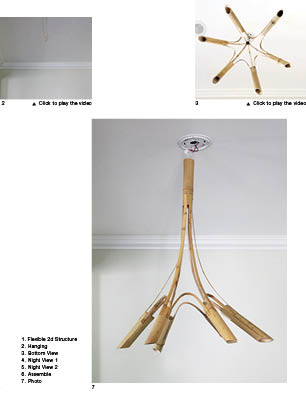 2 ▲ Click to play the video
3 ▲ Click to play the video
1. Flexible 2d Structure
2. Hanging
3. Bottom View
4. Night View 1
5. Night View 2
6. Assemble
7. Photo
7